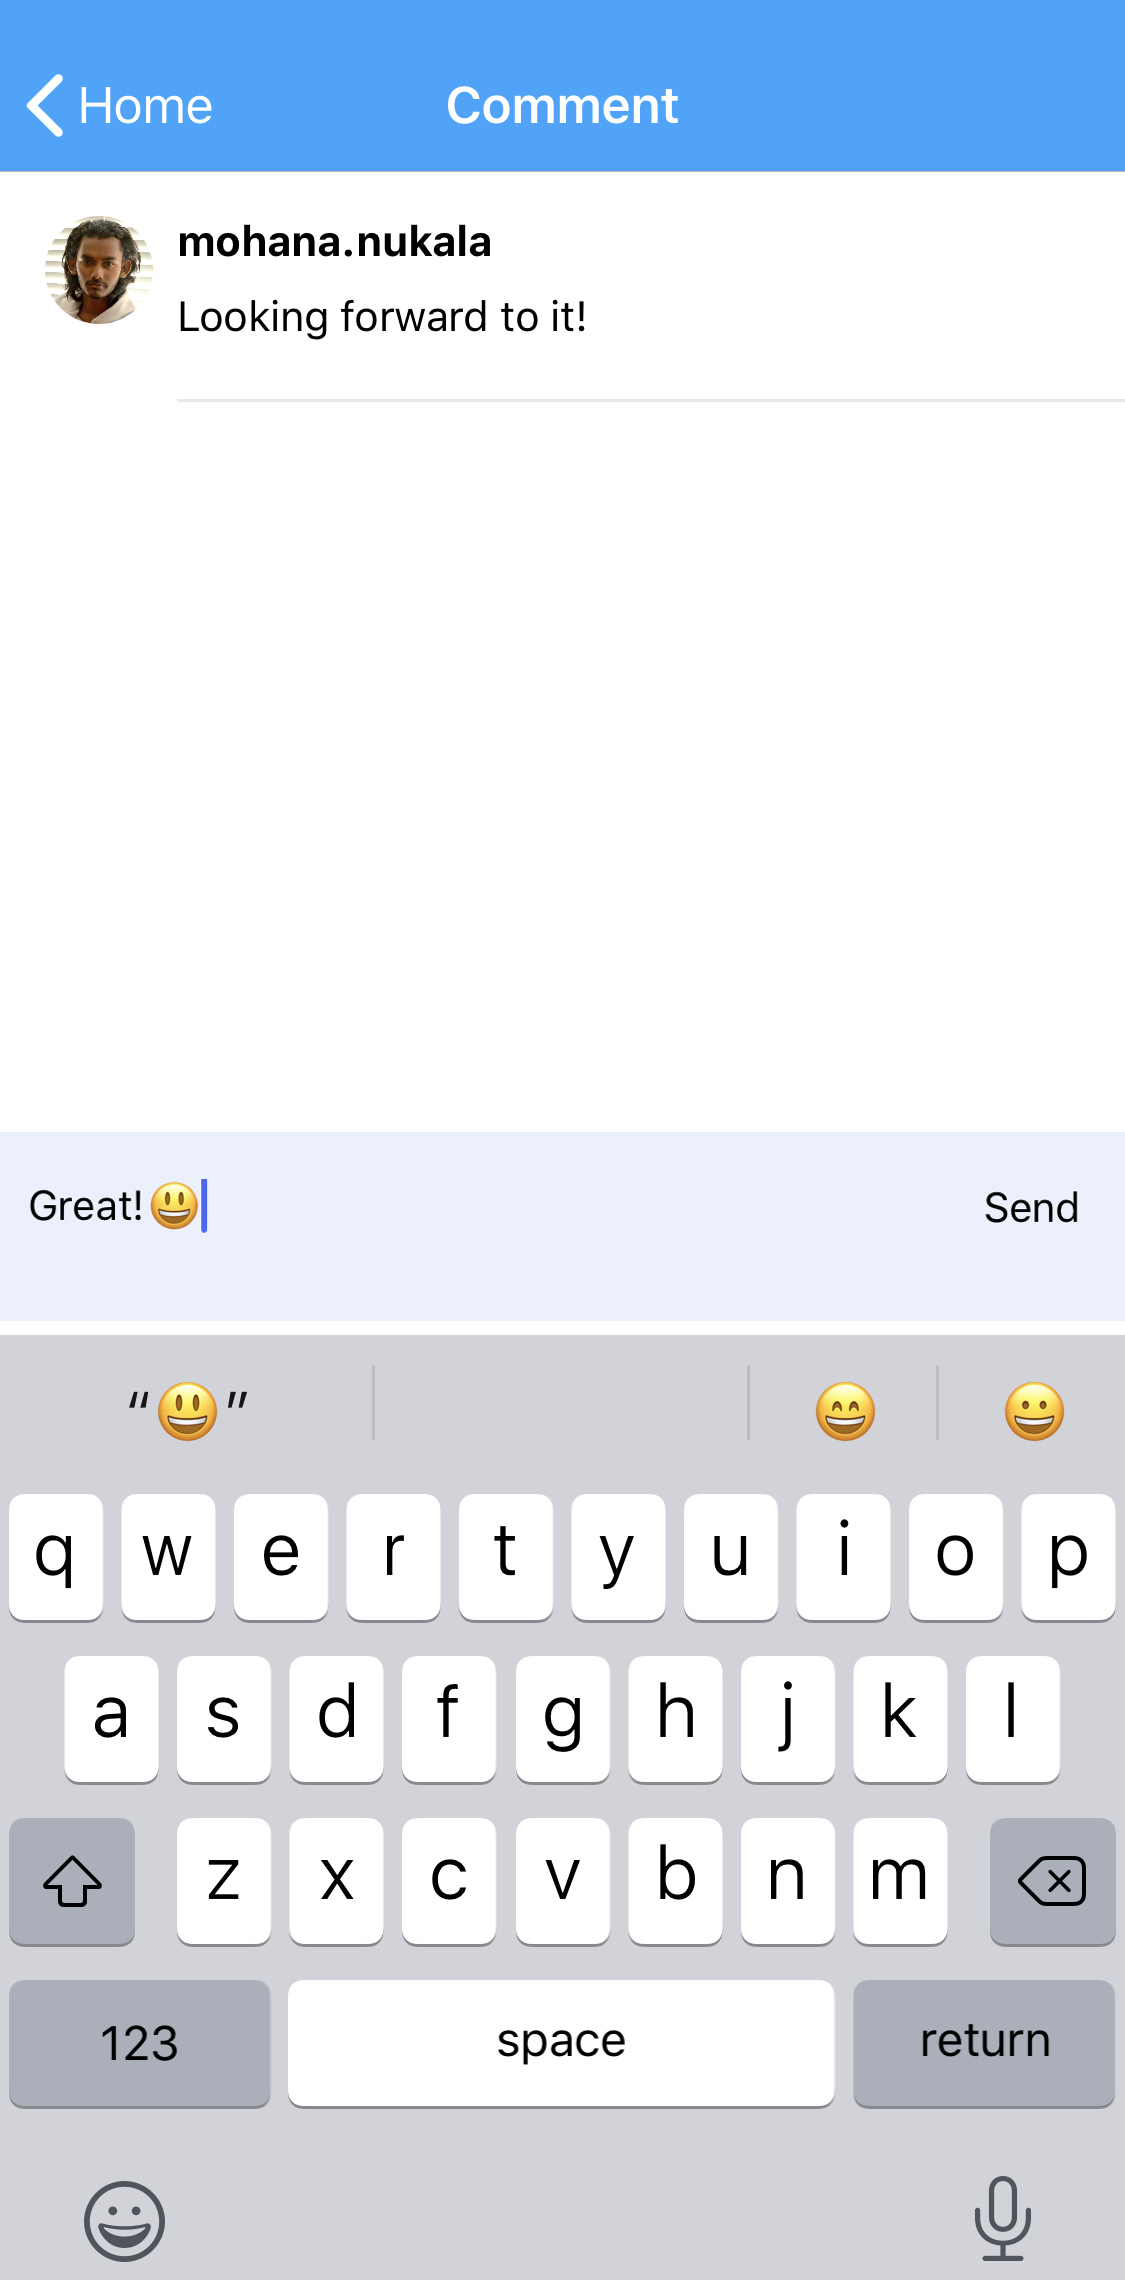 Home Comment
mohana.nukala
Looking forward to it!
Great!😃 Send
“😃” 😄 😀
q w e r t y u i o p
a s d f g h j k l
z x c v b n m
123 space return